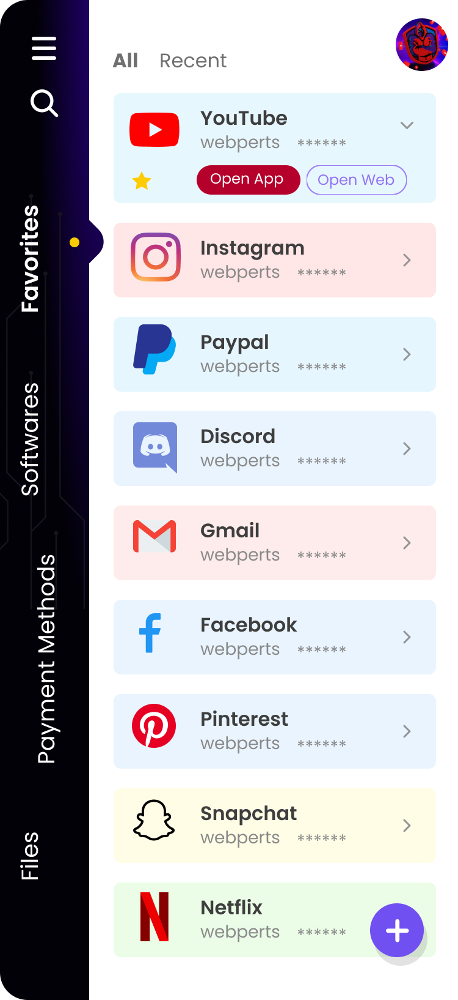 All Recent
YouTube
webperts ******
Open App Open Web
Instagram
webperts ******
Paypal
webperts ******
Discord
webperts ******
Gmail
webperts ******
Facebook
webperts ******
Pinterest
webperts ******
Snapchat
webperts ******
Netflix
webperts ******
Favorites
Softwares
Payment Methods
Files